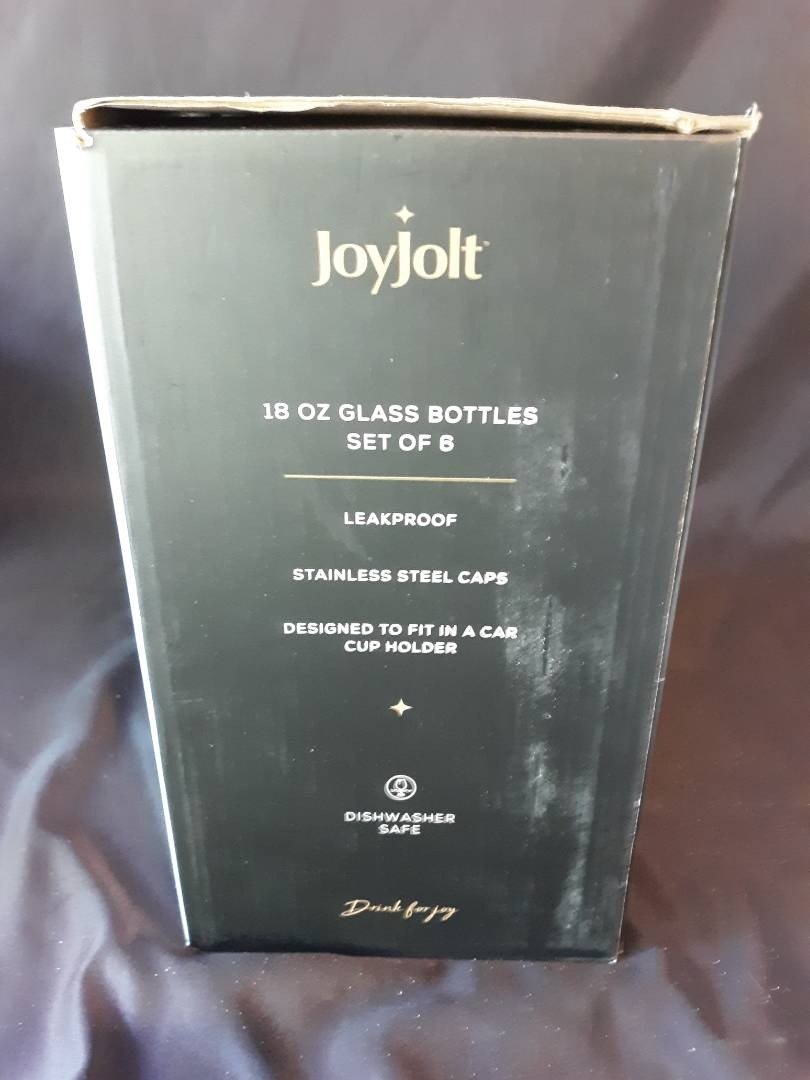 JoyJolt™
18 OZ GLASS BOTTLES
SET OF 6
LEAKPROOF
STAINLESS STEEL CAPS
DESIGNED TO FIT IN A CAR
CUP HOLDER
DISHWASHER
SAFE
Drink for joy